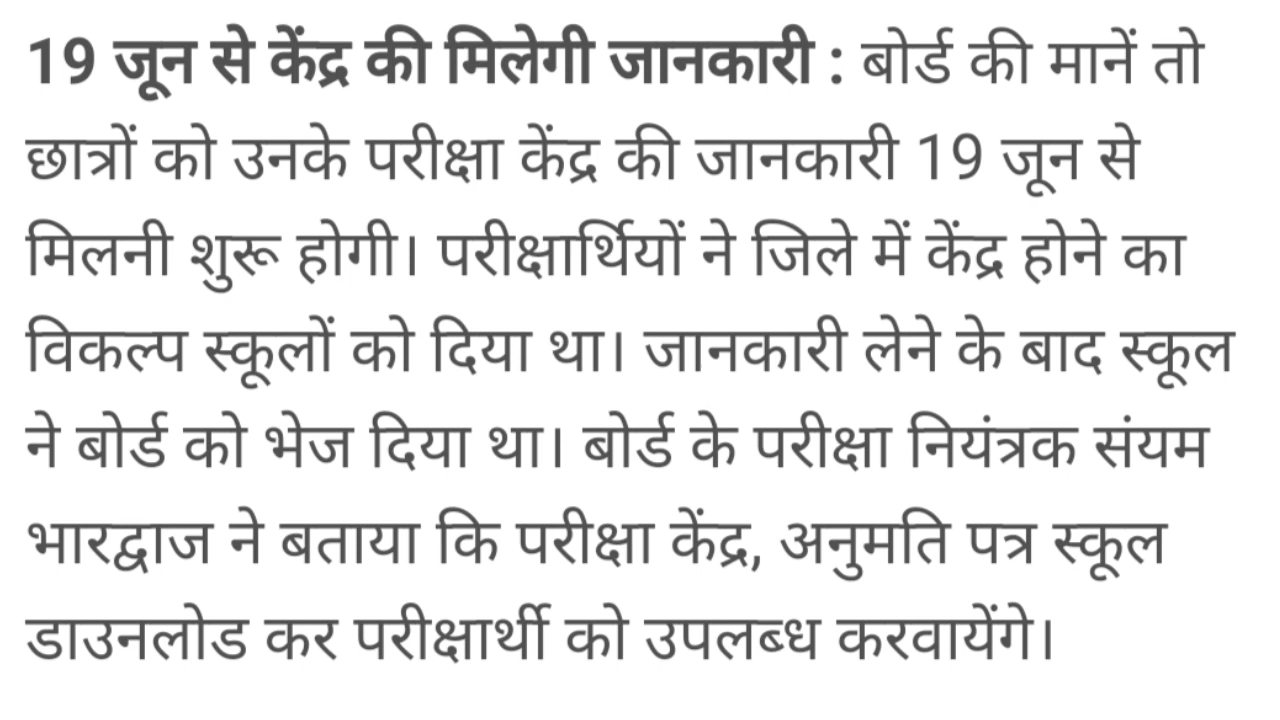 19 जून से केंद्र की मिलेगी जानकारी : बोर्ड की मानें तो
छात्रों को उनके परीक्षा केंद्र की जानकारी 19 जून से
मिलनी शुरू होगी। परीक्षार्थियों ने जिले में केंद्र होने का
विकल्प स्कूलों को दिया था। जानकारी लेने के बाद स्कूल
ने बोर्ड को भेज दिया था। बोर्ड के परीक्षा नियंत्रक संयम
भारद्वाज ने बताया कि परीक्षा केंद्र, अनुमति पत्र स्कूल
डाउनलोड कर परीक्षार्थी को उपलब्ध करवायेंगे।